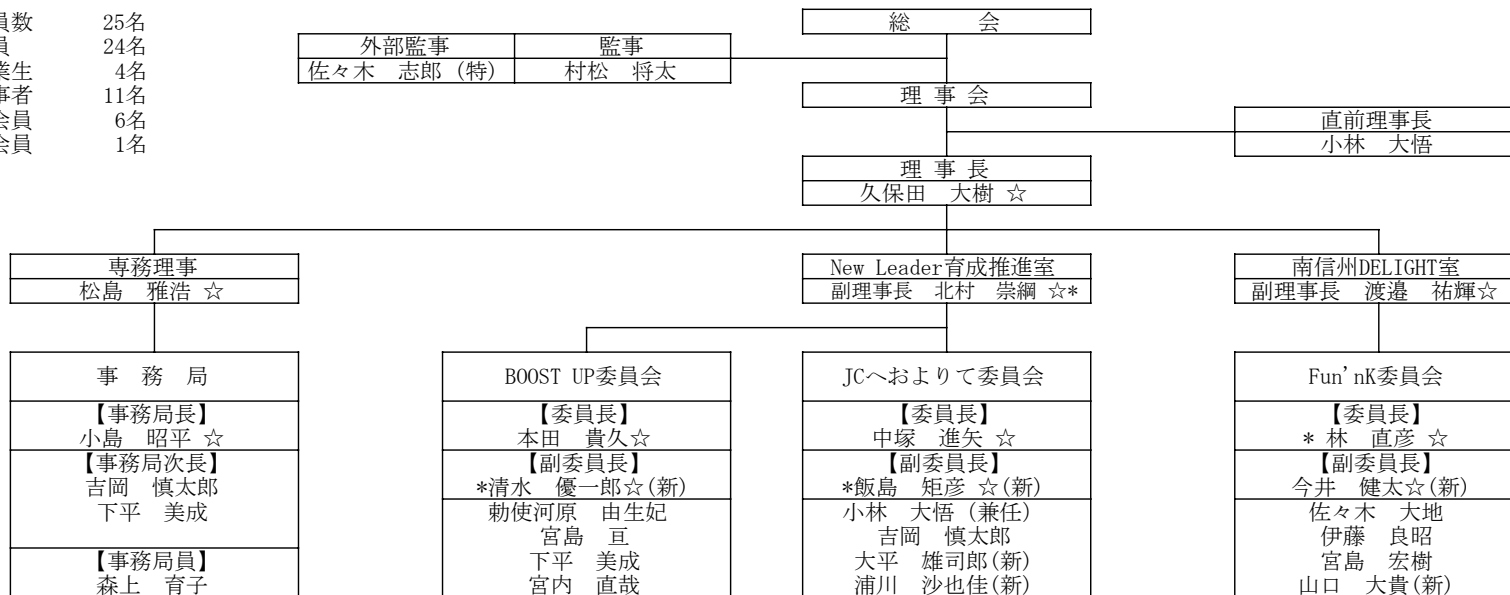 員数 25名
員 24名
業生 4名
事者 11名
会員 6名
会員 1名
総 会
外部監事 監事
佐々木 志郎（特） 村松 将太
理 事 会
直前理事長
小林 大悟
理 事 長
久保田 大樹 ☆
専務理事
松島 雅浩 ☆
New Leader育成推進室
副理事長 北村 崇綱 ☆*
南信州DELIGHT室
副理事長 渡邉 祐輝☆
事 務 局
【事務局長】
小島 昭平 ☆
【事務局次長】
吉岡 慎太郎
下平 美成
【事務局員】
森上 育子
BOOST UP委員会
【委員長】
本田 貴久☆
【副委員長】
*清水 優一郎☆(新)
勅使河原 由生妃
宮島 亘
下平 美成
宮内 直哉
JCへおよりて委員会
【委員長】
中塚 進矢 ☆
【副委員長】
*飯島 矩彦 ☆(新)
小林 大悟（兼任）
吉岡 慎太郎
大平 雄司郎(新)
浦川 沙也佳(新)
Fun'nK委員会
【委員長】
* 林 直彦 ☆
【副委員長】
今井 健太☆(新)
佐々木 大地
伊藤 良昭
宮島 宏樹
山口 大貴(新)